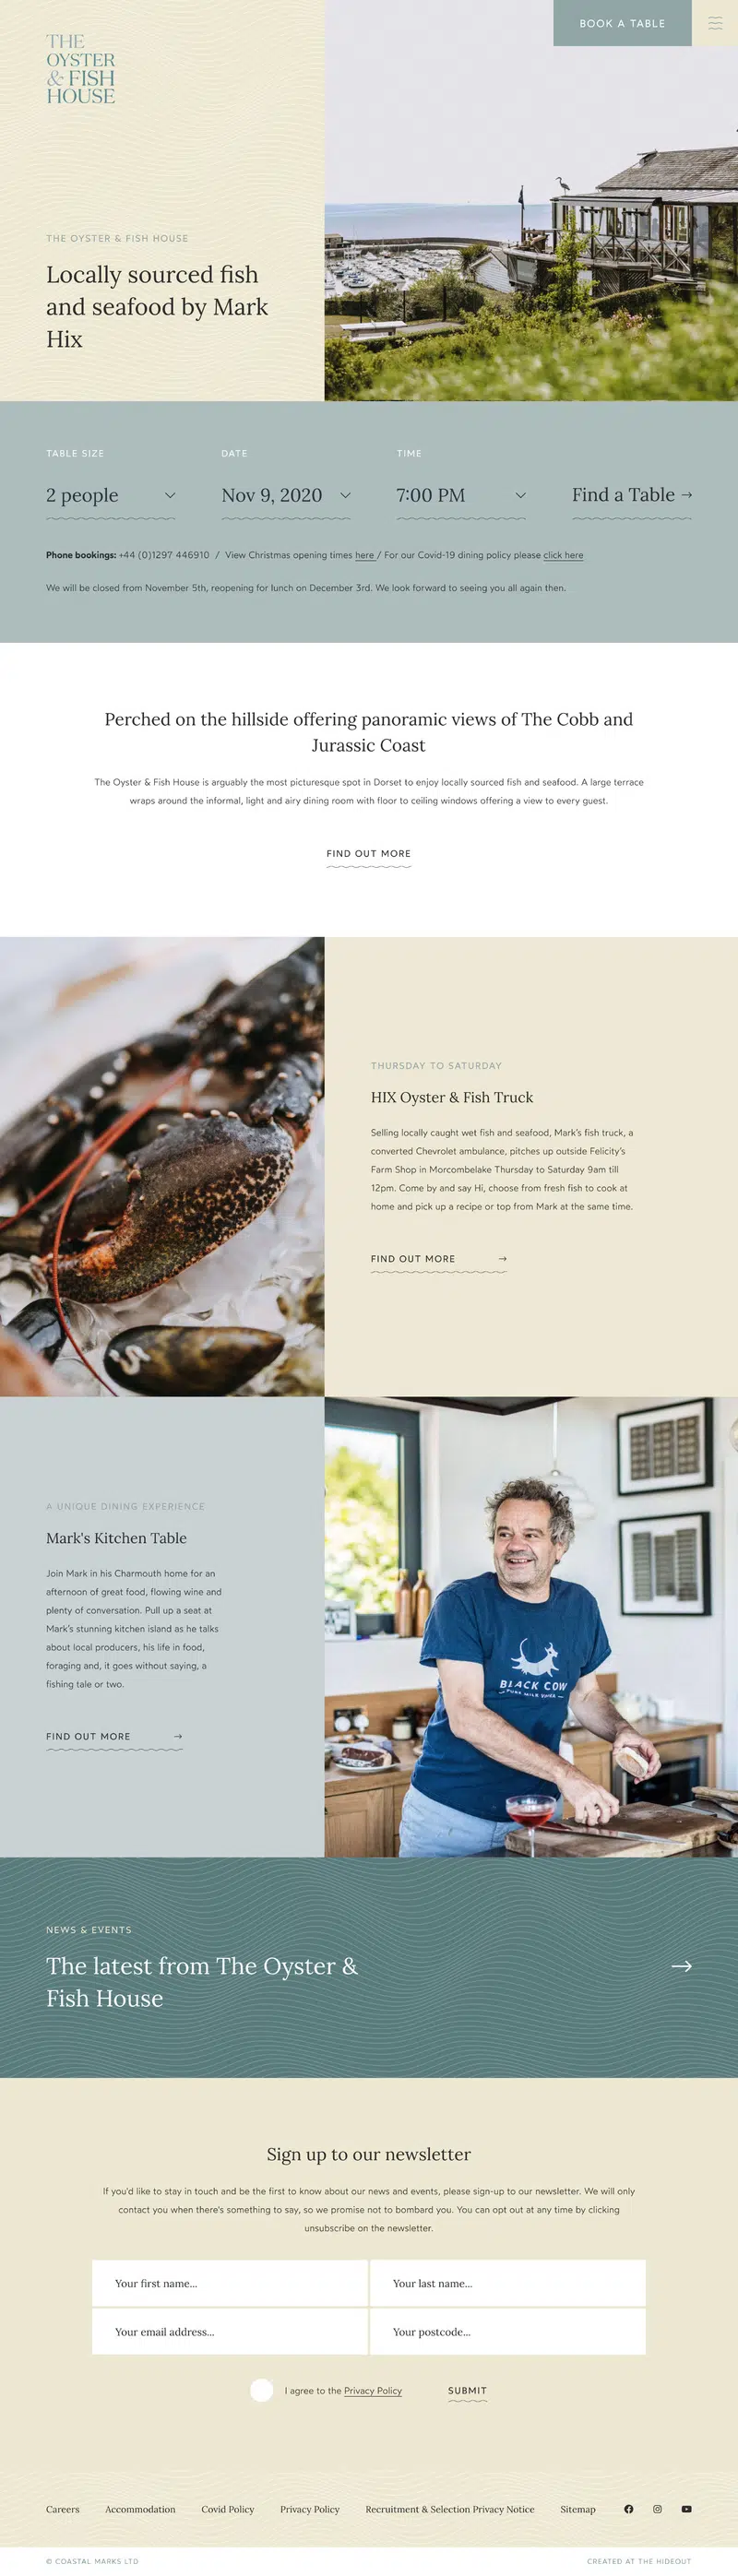 THE
OYSTER
& FISH
HOUSE
BOOK A TABLE
THE OYSTER & FISH HOUSE
Locally sourced fish
and seafood by Mark
Hix
TABLE SIZE
DATE
TIME
2 people
Nov 9, 2020
7:00 PM
Find a Table →
Phone bookings: +44 (0)1297 446910 / View Christmas opening times here / For our Covid-19 dining policy please click here
We will be closed from November 5th, reopening for lunch on December 3rd. We look forward to seeing you all again then.
Perched on the hillside offering panoramic views of The Cobb and
Jurassic Coast
The Oyster & Fish House is arguably the most picturesque spot in Dorset to enjoy locally sourced fish and seafood. A large terrace
wraps around the informal, light and airy dining room with floor to ceiling windows offering a view to every guest.
FIND OUT MORE
THURSDAY TO SATURDAY
HIX Oyster & Fish Truck
Selling locally caught wet fish and seafood, Mark's fish truck, a
converted Chevrolet ambulance, pitches up outside Felicity's
Farm Shop in Morcombelake Thursday to Saturday 9am till
12pm. Come by and say Hi, choose from fresh fish to cook at
home and pick up a recipe or top from Mark at the same time.
FIND OUT MORE →
A UNIQUE DINING EXPERIENCE
Mark's Kitchen Table
Join Mark in his Charmouth home for an
afternoon of great food, flowing wine and
plenty of conversation. Pull up a seat at
Mark's stunning kitchen island as he talks
about local producers, his life in food,
foraging and, it goes without saying, a
fishing tale or two.
FIND OUT MORE →
BLACK COW
PURE MILK VODKA
NEWS & EVENTS
The latest from The Oyster &
Fish House
→
Sign up to our newsletter
If you'd like to stay in touch and be the first to know about our news and events, please sign-up to our newsletter. We will only
contact you when there's something to say, so we promise not to bombard you. You can opt out at any time by clicking
unsubscribe on the newsletter.
Your first name...
Your last name...
Your email address...
Your postcode...
I agree to the Privacy Policy
SUBMIT
Careers
Accommodation
Covid Policy
Privacy Policy
Recruitment & Selection Privacy Notice
Sitemap
© COASTAL MARKS LTD
CREATED AT THE HIDEOUT